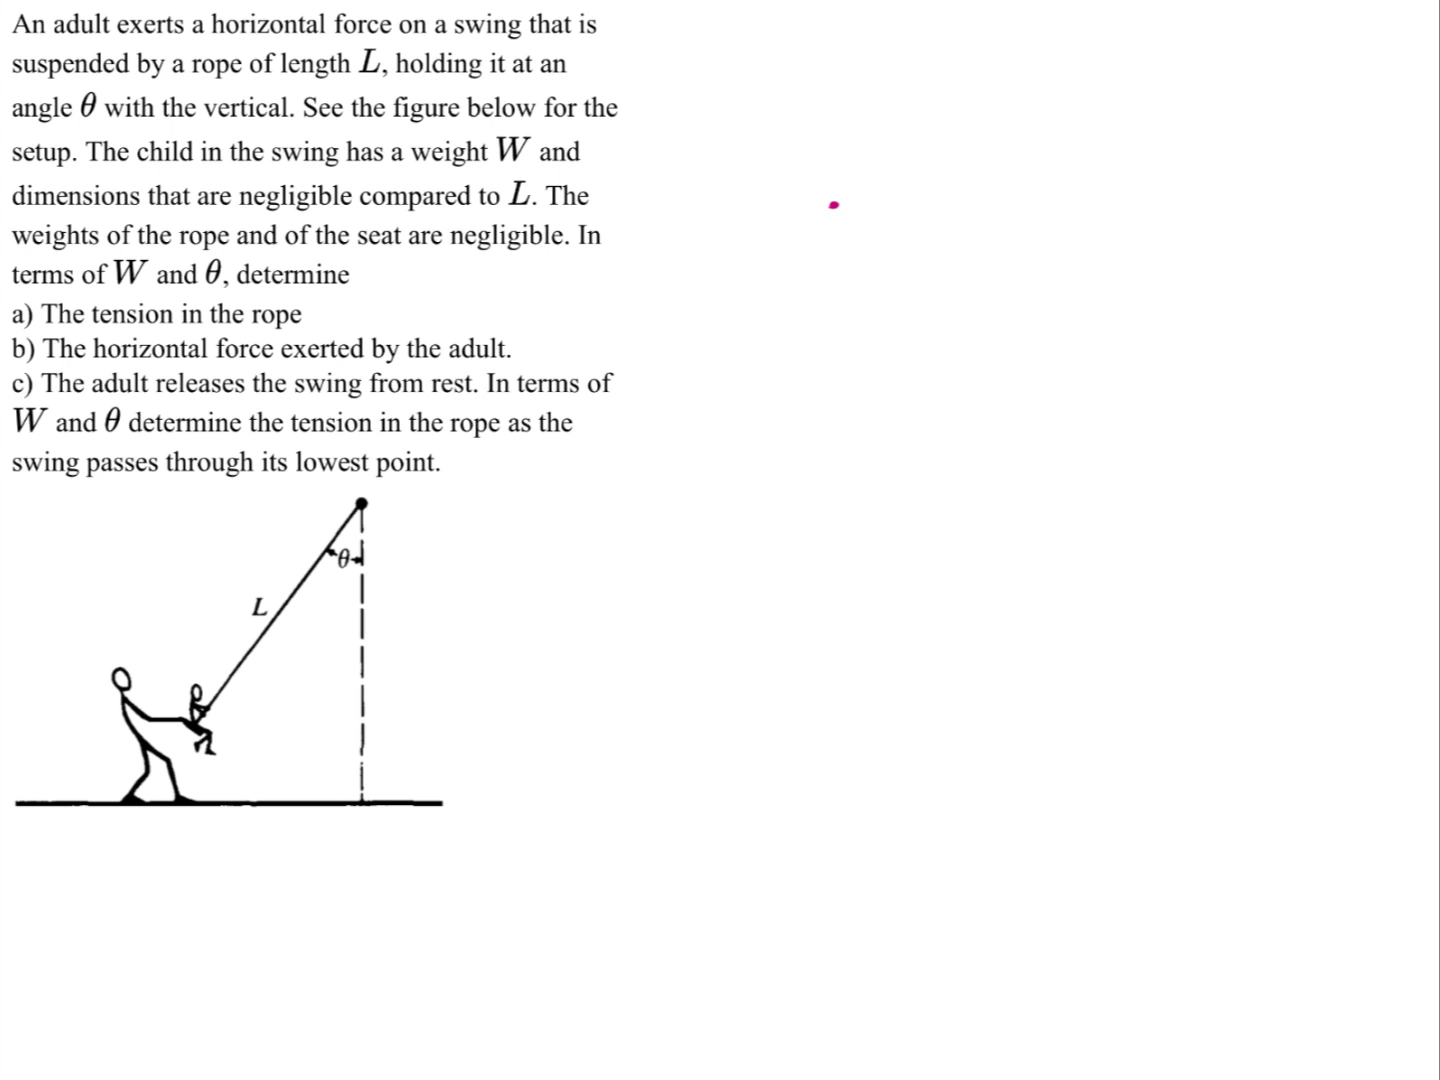 An adult exerts a horizontal force on a swing that is
suspended by a rope of length L, holding it at an
angle θ with the vertical. See the figure below for the
setup. The child in the swing has a weight W and
dimensions that are negligible compared to L. The
weights of the rope and of the seat are negligible. In
terms of W and θ, determine
a) The tension in the rope
b) The horizontal force exerted by the adult.
c) The adult releases the swing from rest. In terms of
W and θ determine the tension in the rope as the
swing passes through its lowest point.
θ
L